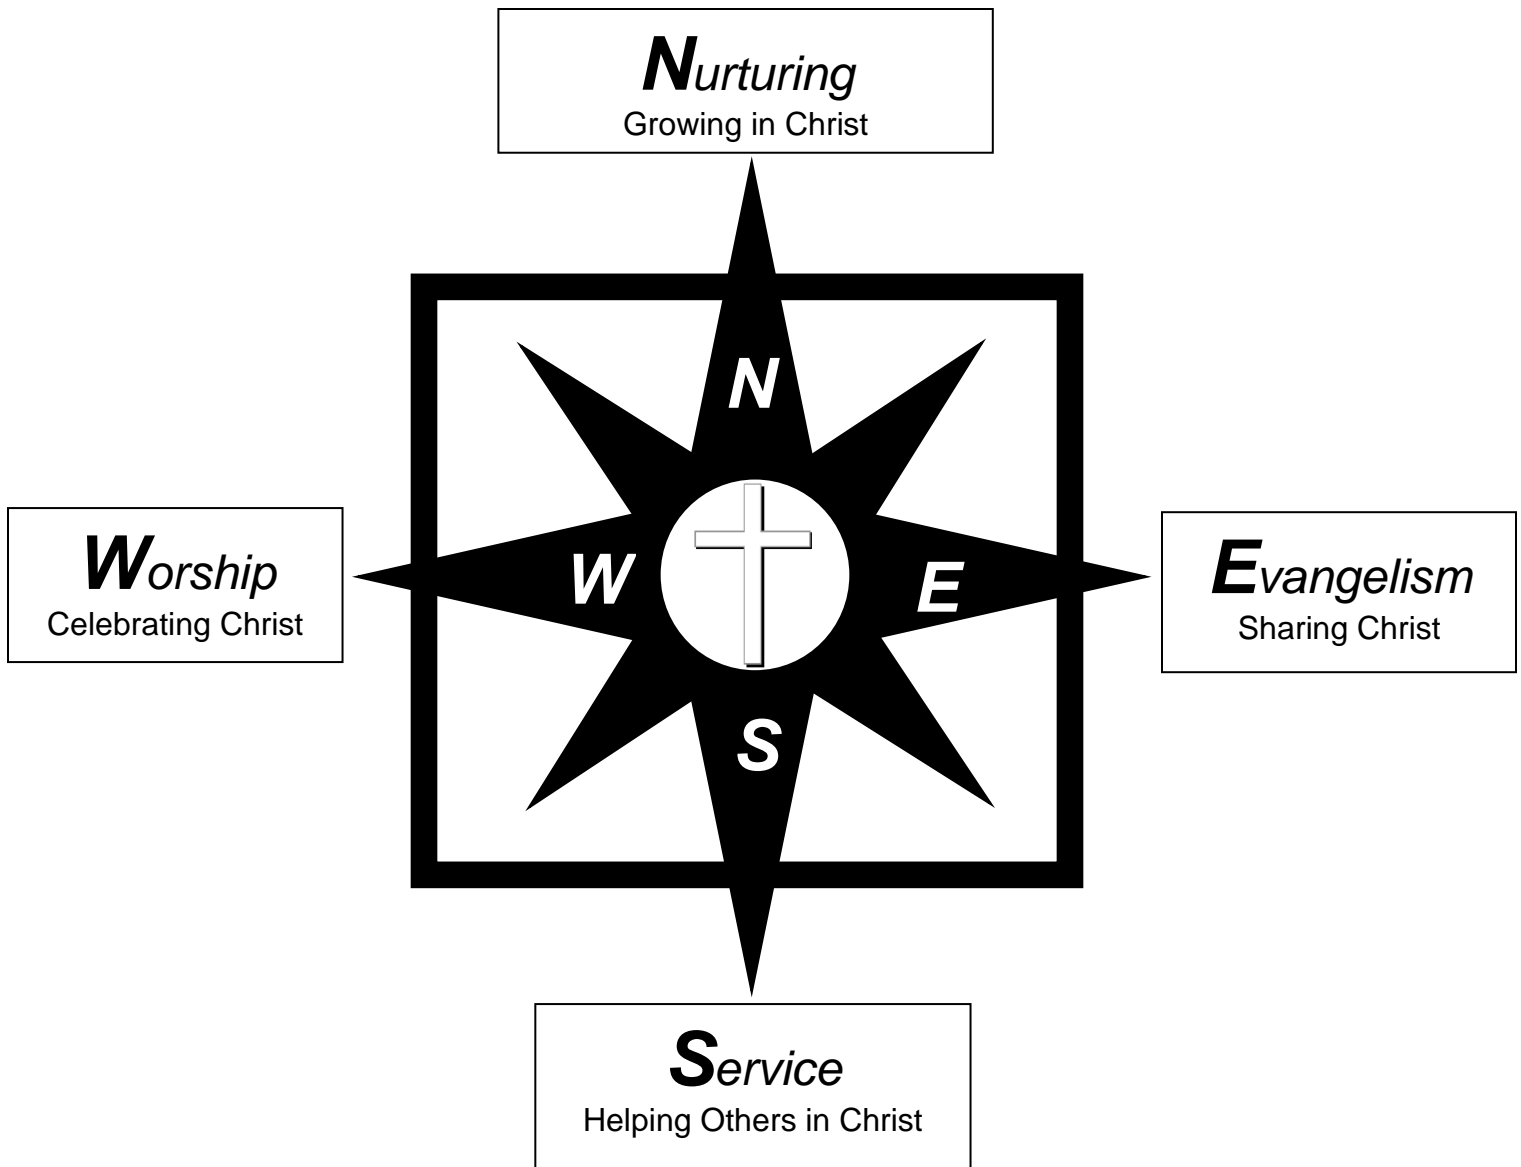 Nurturing
Growing in Christ
N
Worship
Celebrating Christ
W
E
Evangelism
Sharing Christ
S
Service
Helping Others in Christ